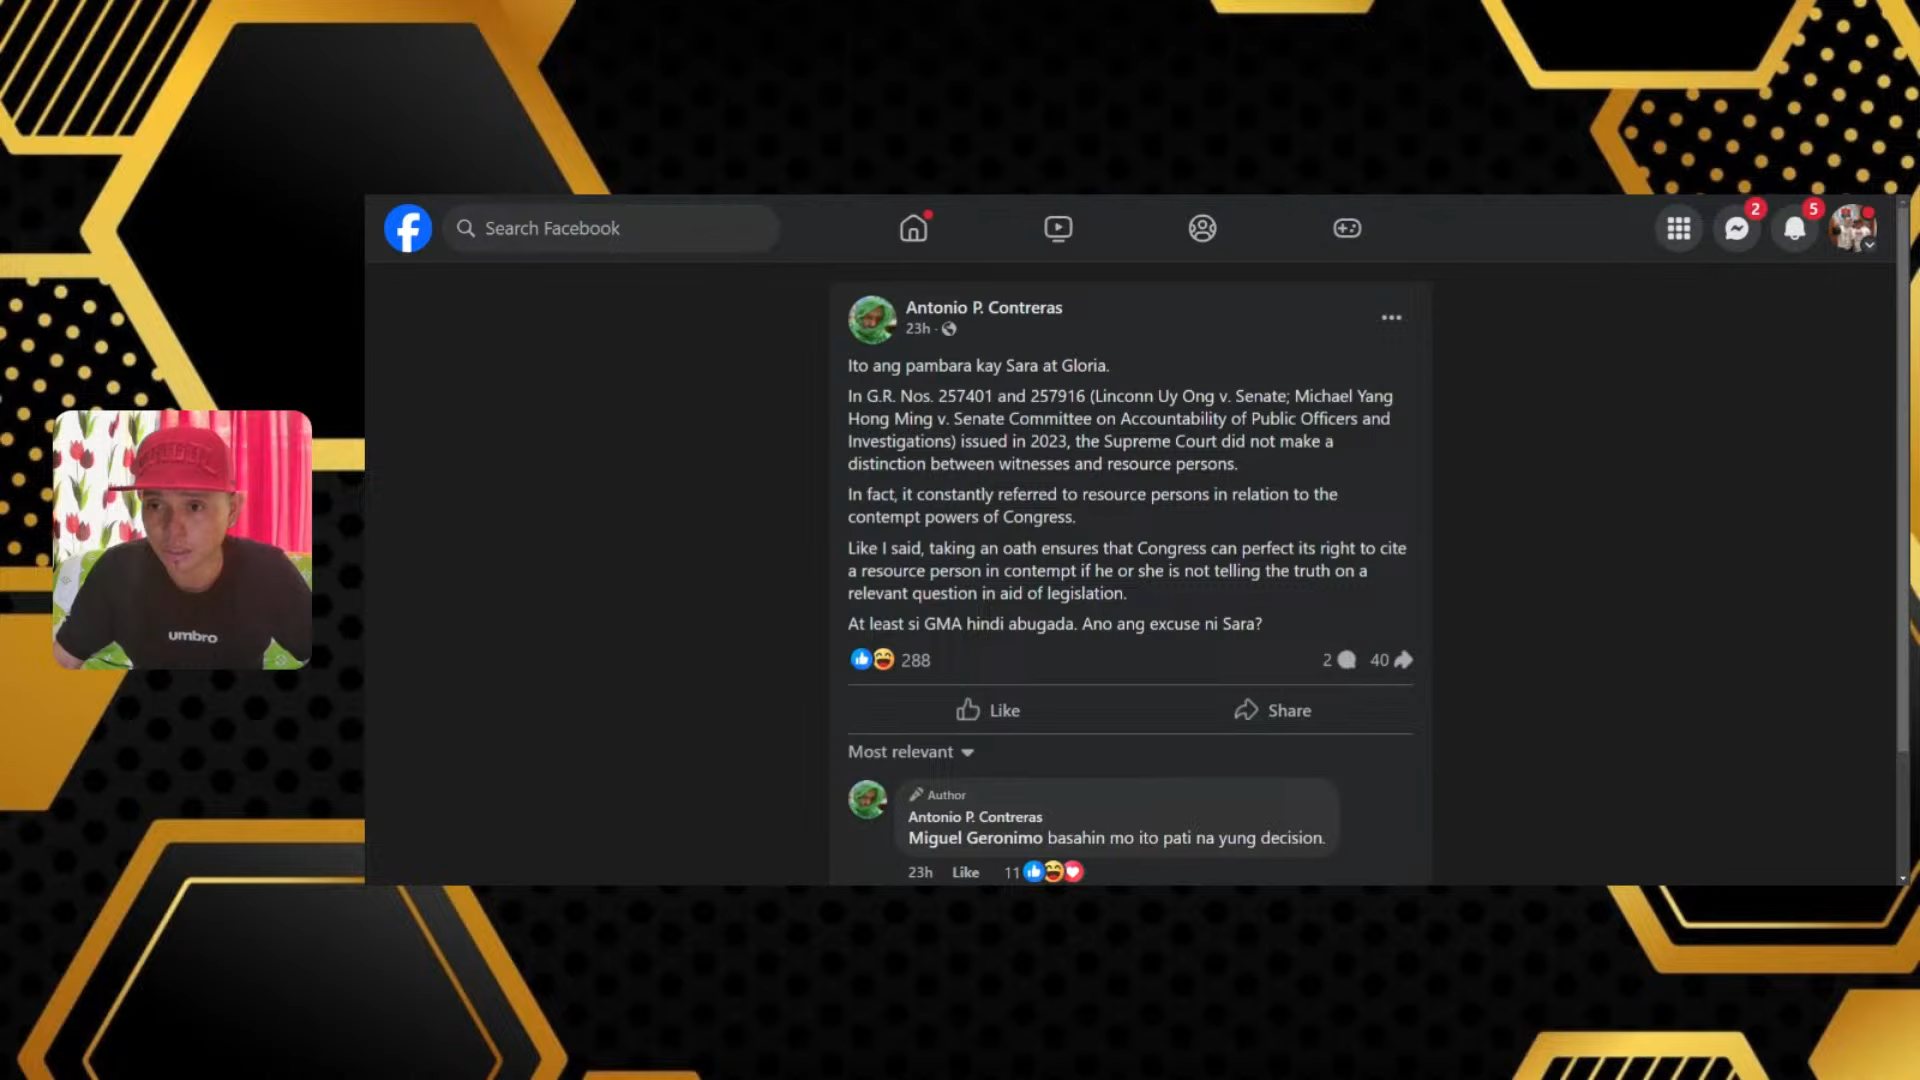 Search Facebook
2
5
Antonio P. Contreras
23h ·
Ito ang pambara kay Sara at Gloria.
In G.R. Nos. 257401 and 257916 (Linconn Uy Ong v. Senate; Michael Yang
Hong Ming v. Senate Committee on Accountability of Public Officers and
Investigations) issued in 2023, the Supreme Court did not make a
distinction between witnesses and resource persons.
In fact, it constantly referred to resource persons in relation to the
contempt powers of Congress.
Like I said, taking an oath ensures that Congress can perfect its right to cite
a resource person in contempt if he or she is not telling the truth on a
relevant question in aid of legislation.
At least si GMA hindi abugada. Ano ang excuse ni Sara?
288
2
40
Like
Share
Most relevant
Author
Antonio P. Contreras
Miguel Geronimo basahin mo ito pati na yung decision.
23h Like 11
umbro